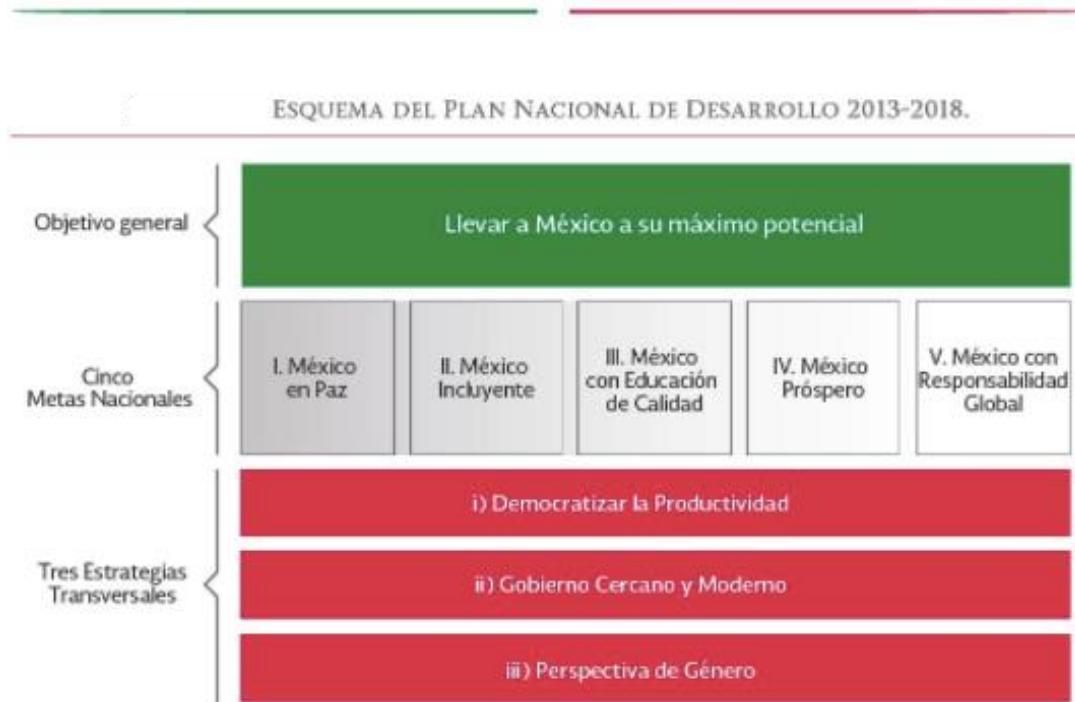 ESQUEMA DEL PLAN NACIONAL DE DESARROLLO 2013-2018.
Objetivo general
Llevar a México a su máximo potencial
Cinco
Metas Nacionales
I. México
en Paz
II. México
Incluyente
III. México
con Educación
de Calidad
IV. México
Próspero
V. México con
Responsabilidad
Global
Tres Estrategias
Transversales
i) Democratizar la Productividad
ii) Gobierno Cercano y Moderno
iii) Perspectiva de Género